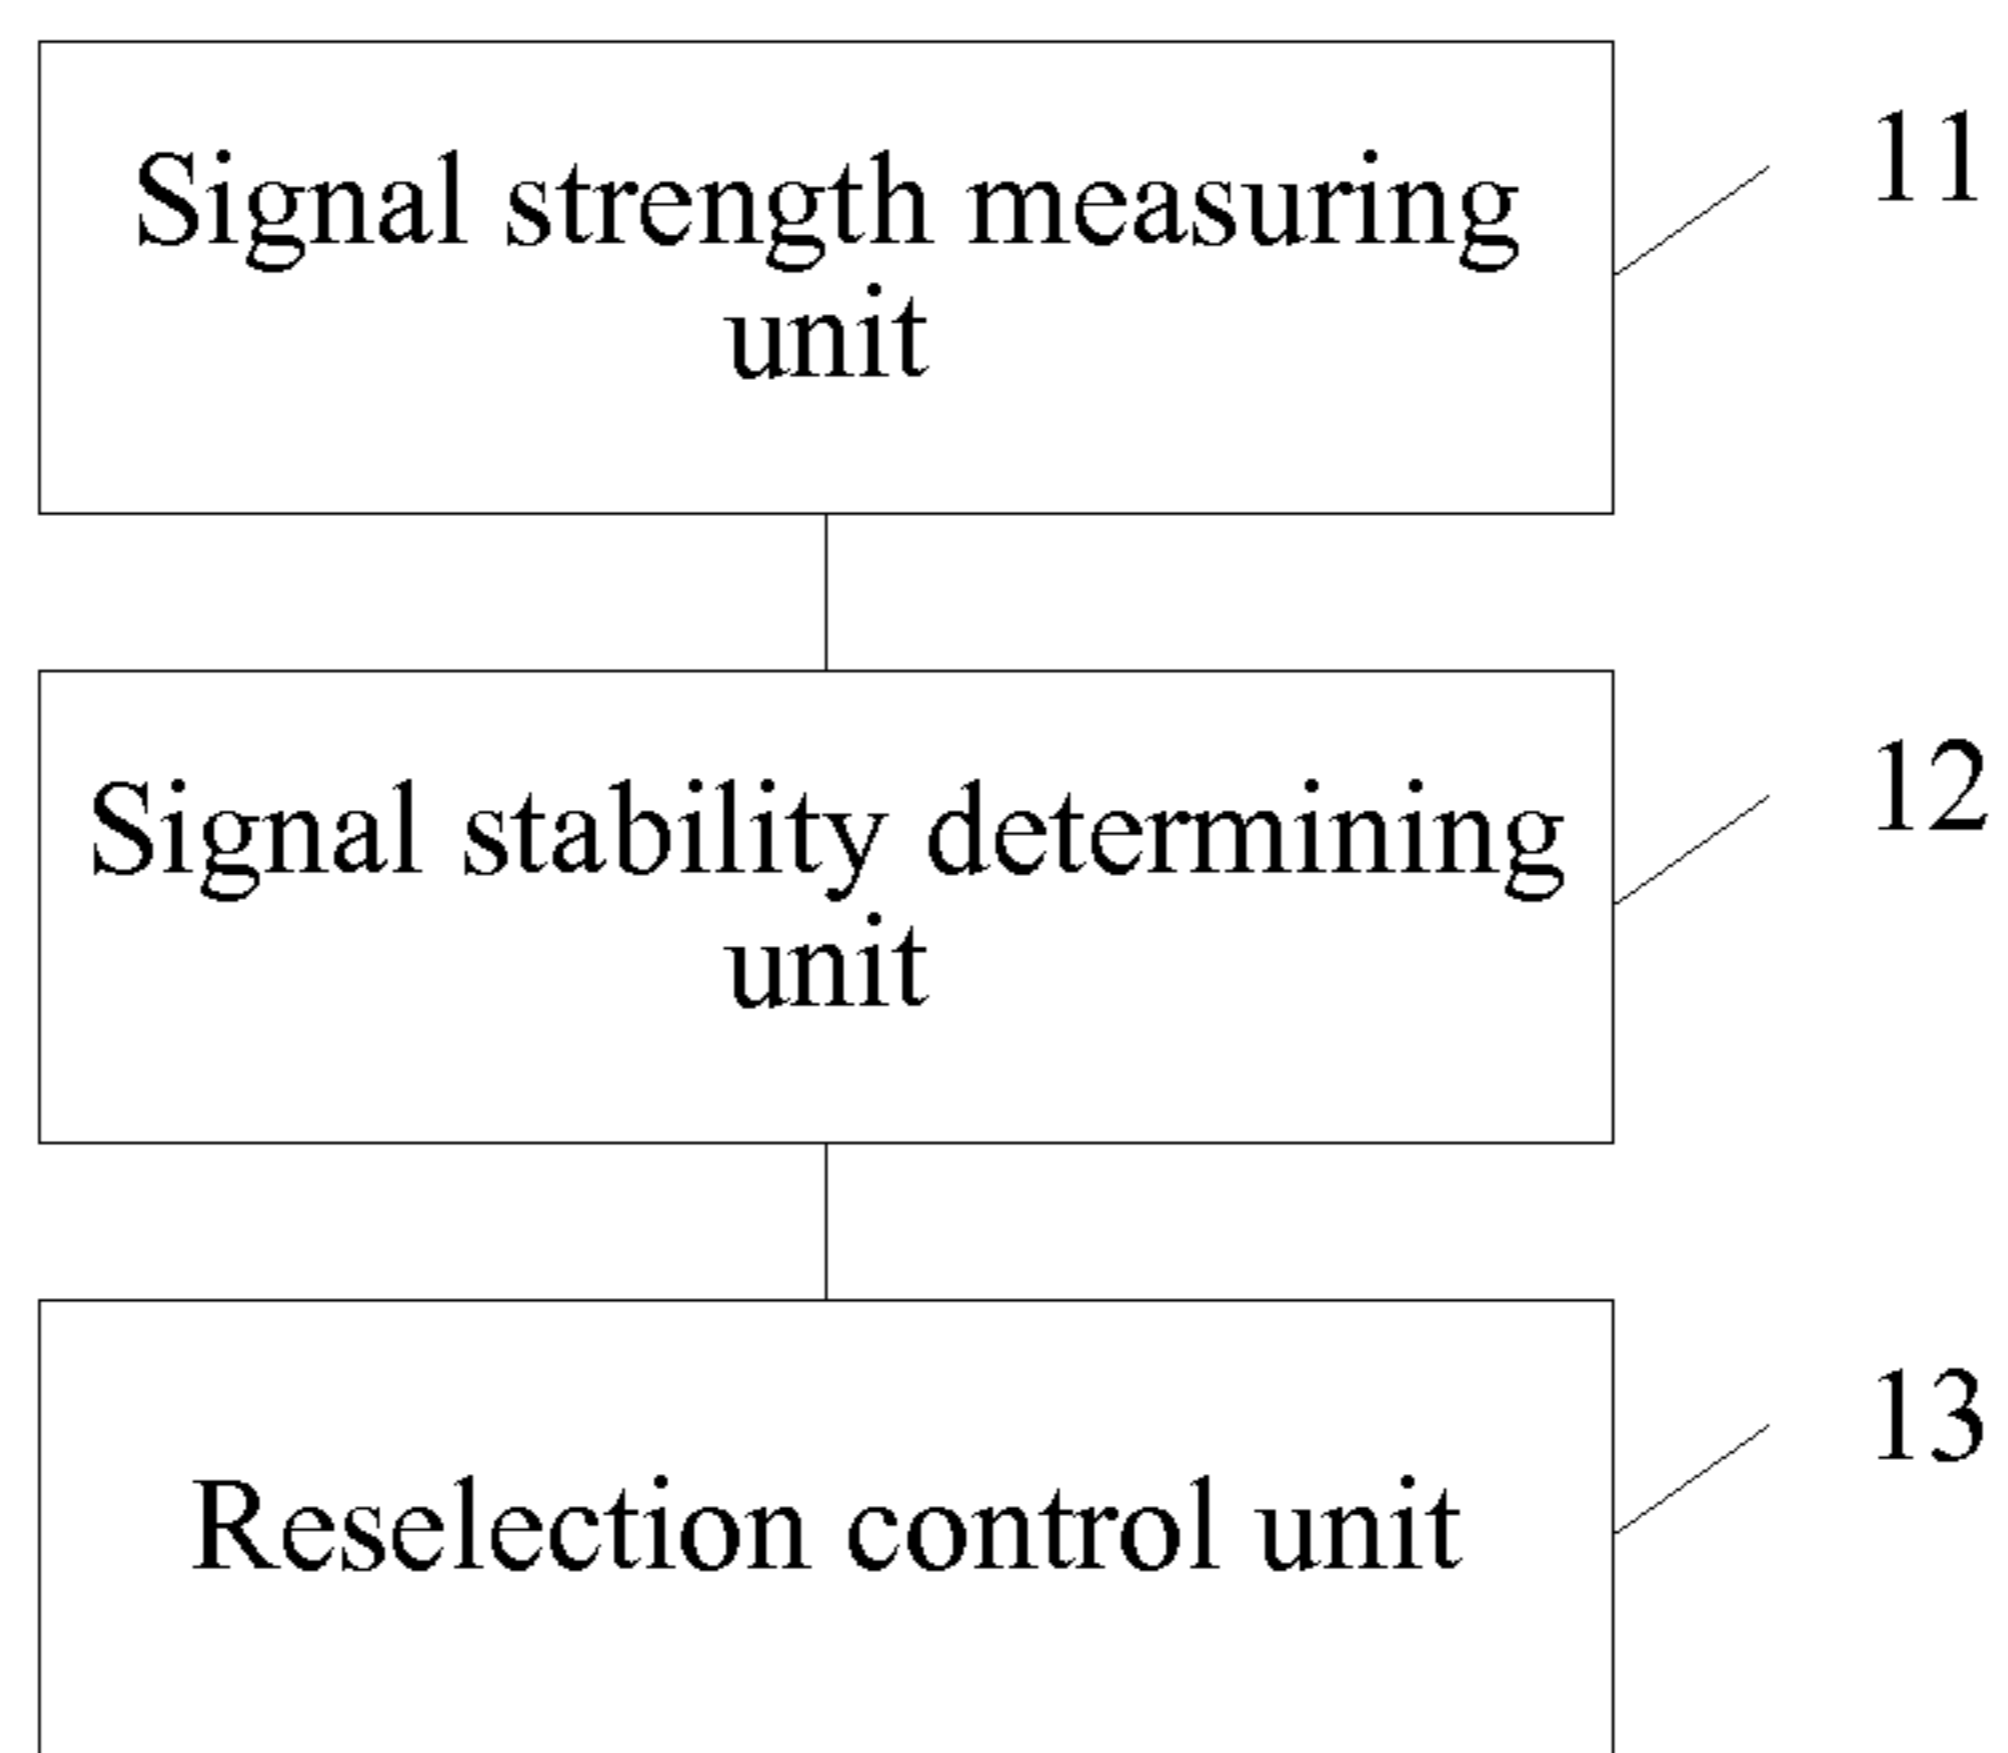 Signal strength measuring
unit
11
Signal stability determining
unit
12
Reselection control unit
13